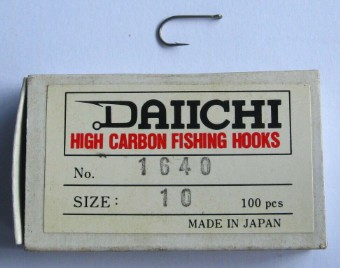 DAIICHI
HIGH CARBON FISHING HOOKS
No. 1640
SIZE: 10 100 pcs
MADE IN JAPAN